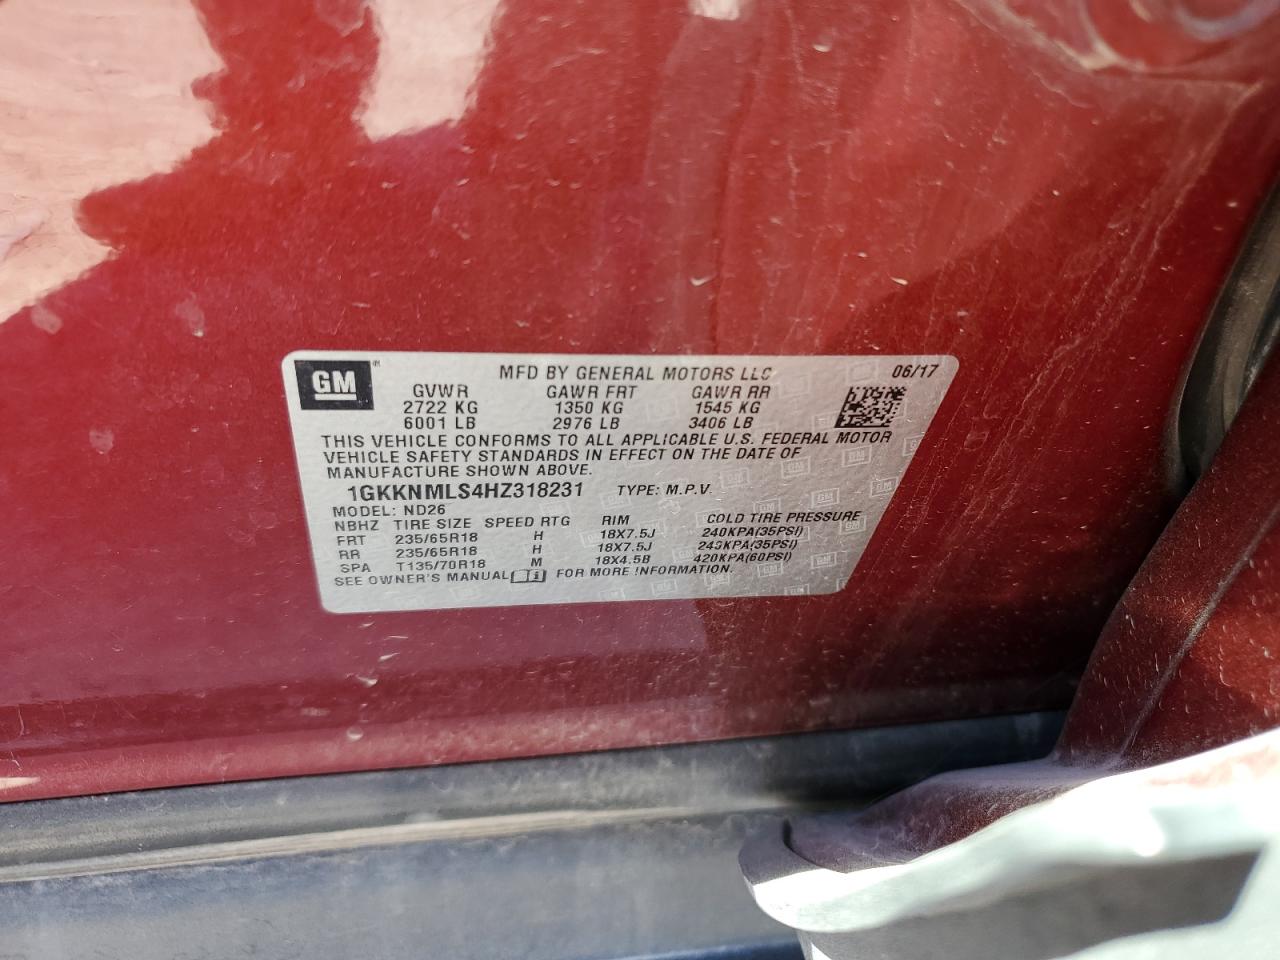 GM
MFD BY GENERAL MOTORS LLC 06/17
GVWR GAWR FRT GAWR RR
2722 KG 1350 KG 1545 KG
6001 LB 2976 LB 3406 LB
THIS VEHICLE CONFORMS TO ALL APPLICABLE U.S. FEDERAL MOTOR
VEHICLE SAFETY STANDARDS IN EFFECT ON THE DATE OF
MANUFACTURE SHOWN ABOVE.
1GKKNMLS4HZ318231 TYPE: M.P.V.
MODEL: ND26
NBHZ TIRE SIZE SPEED RTG RIM COLD TIRE PRESSURE
FRT 235/65R18 H 18X7.5J 240KPA(35PSI)
RR 235/65R18 H 18X7.5J 240KPA(35PSI)
SPA T135/70R18 M 18X4.5B 420KPA(60PSI)
SEE OWNER'S MANUAL FOR MORE INFORMATION.